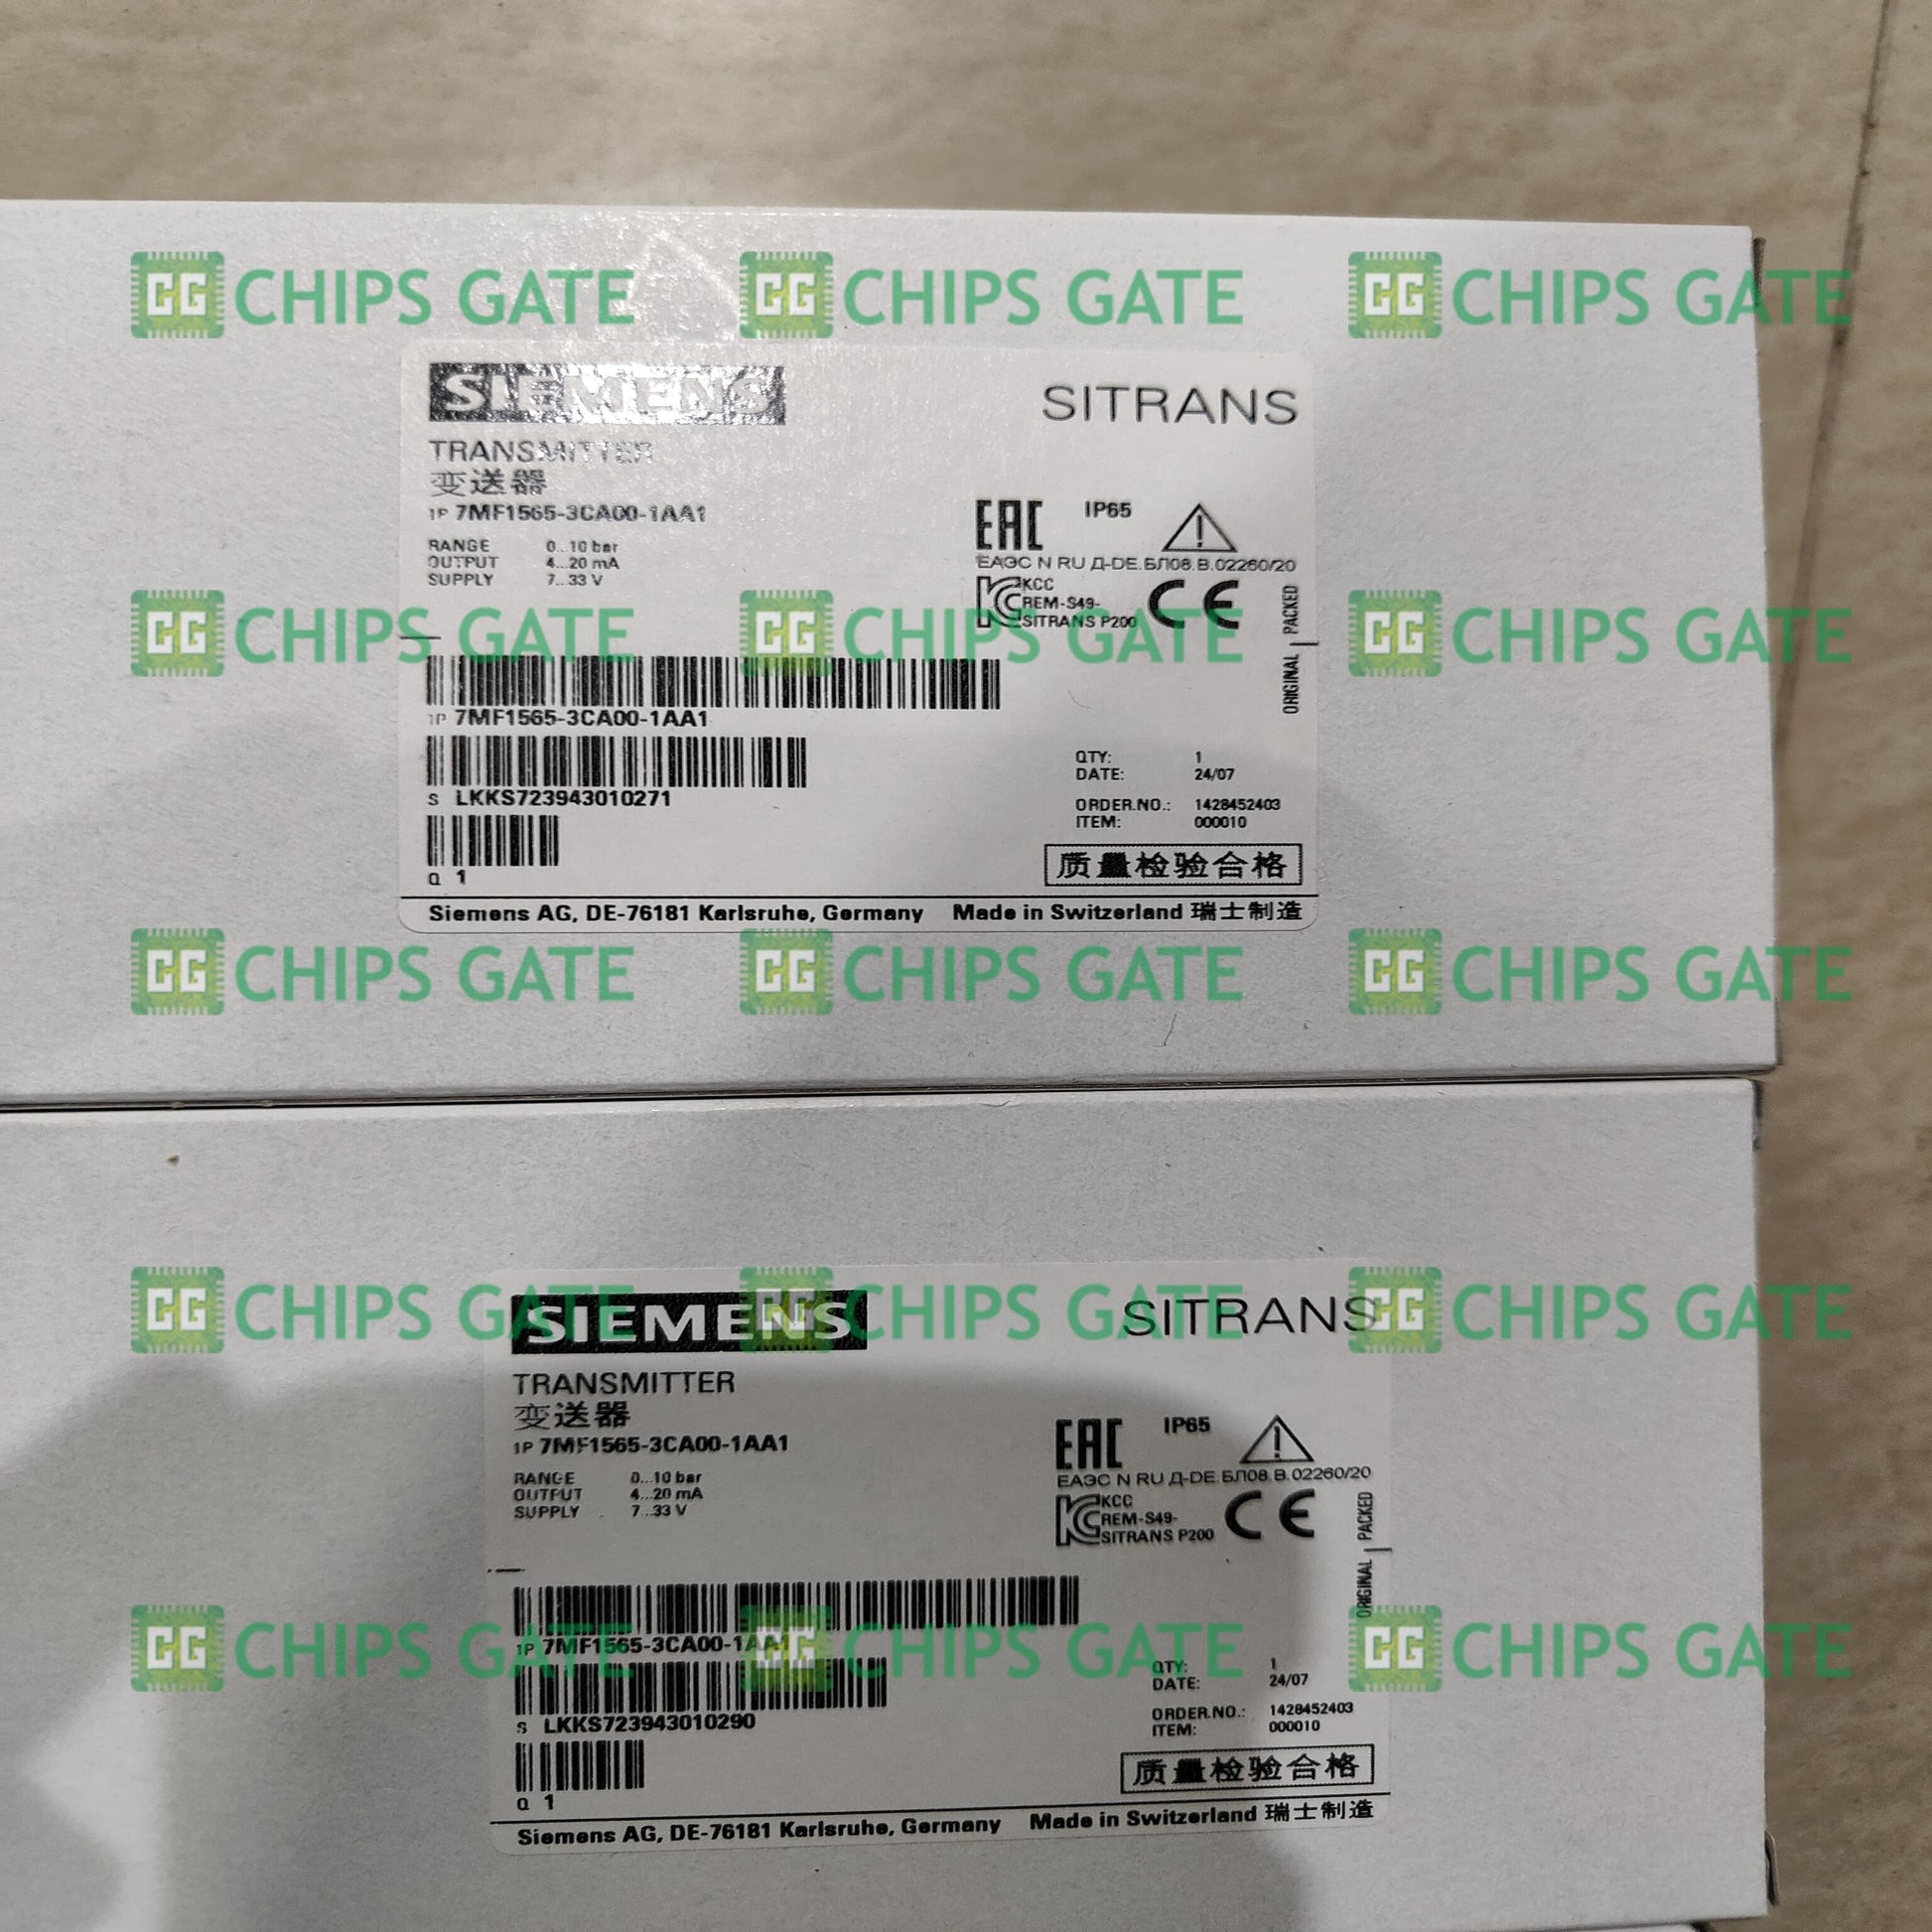 CG CHIPS GATE CG CHIPS GATE CG CHIPS GATE
SIEMENS
SITRANS
TRANSMITTER
变送器
1P 7MF1565-3CA00-1AA1
RANGE 0...10 bar
OUTPUT 4...20 mA
SUPPLY 7...33 V
EAC IP65
ЕАЭС N RU Д-DE.БЛ08.В.02260/20
KCC
REM-S49-
SITRANS P200
CE
ORIGINAL | PACKED
CG CHIPS GATE CG CHIPS GATE CG CHIPS GATE
1P 7MF1565-3CA00-1AA1
S LKKS723943010271
Q 1
QTY: 1
DATE: 24/07
ORDER.NO.: 1428452403
ITEM: 000010
质量检验合格
Siemens AG, DE-76181 Karlsruhe, Germany Made in Switzerland 瑞士制造
CG CHIPS GATE CG CHIPS GATE CG CHIPS GATE
CG CHIPS GATE CG CHIPS GATE CG CHIPS GATE
SIEMENS
SITRANS
TRANSMITTER
变送器
1P 7MF1565-3CA00-1AA1
RANGE 0...10 bar
OUTPUT 4...20 mA
SUPPLY 7...33 V
EAC IP65
ЕАЭС N RU Д-DE.БЛ08.В.02260/20
KCC
REM-S49-
SITRANS P200
CE
ORIGINAL | PACKED
1P 7MF1565-3CA00-1AA1
CG CHIPS GATE CG CHIPS GATE CG CHIPS GATE
S LKKS723943010290
Q 1
QTY: 1
DATE: 24/07
ORDER.NO.: 1428452403
ITEM: 000010
质量检验合格
Siemens AG, DE-76181 Karlsruhe, Germany Made in Switzerland 瑞士制造